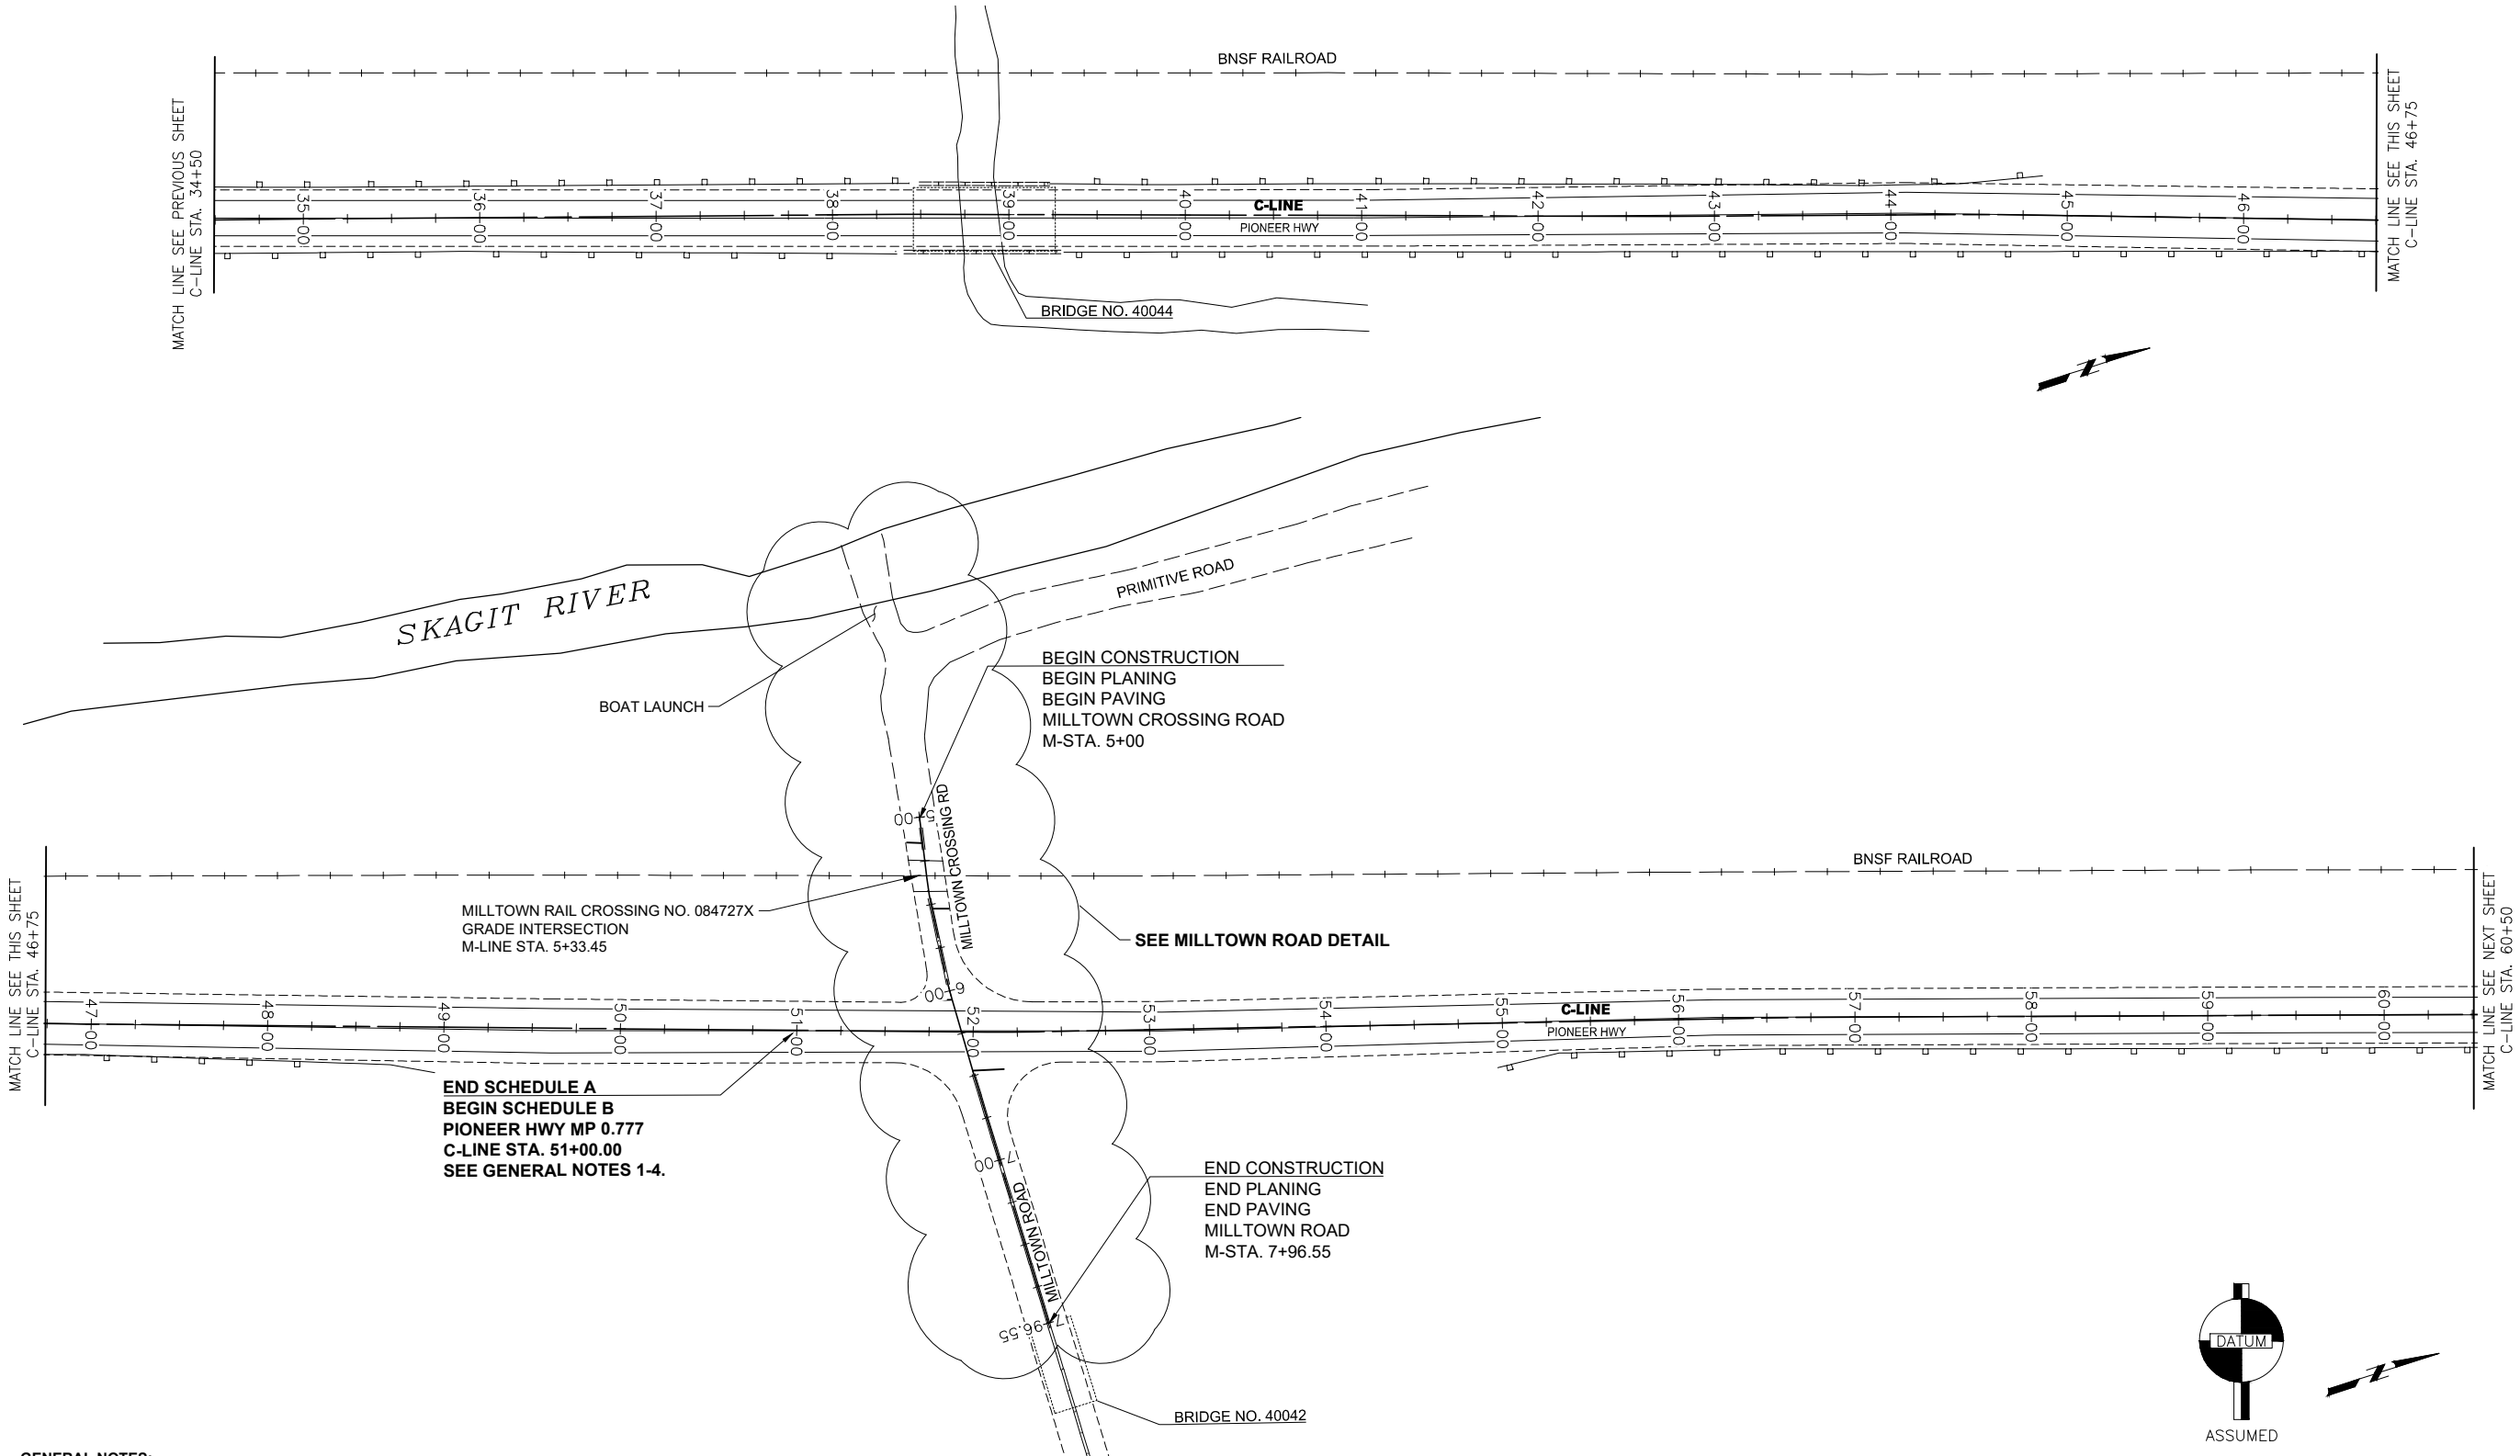 BNSF RAILROAD
MATCH LINE SEE PREVIOUS SHEET
C-LINE STA. 34+50
35+00
36+00
37+00
38+00
39+00
40+00
41+00
42+00
43+00
44+00
45+00
46+00
C-LINE
PIONEER HWY
MATCH LINE SEE THIS SHEET
C-LINE STA. 46+75
BRIDGE NO. 40044
SKAGIT RIVER
PRIMITIVE ROAD
BOAT LAUNCH
BEGIN CONSTRUCTION
BEGIN PLANING
BEGIN PAVING
MILLTOWN CROSSING ROAD
M-STA. 5+00
5+00
MILLTOWN CROSSING RD
BNSF RAILROAD
MILLTOWN RAIL CROSSING NO. 084727X
GRADE INTERSECTION
M-LINE STA. 5+33.45
SEE MILLTOWN ROAD DETAIL
MATCH LINE SEE THIS SHEET
C-LINE STA. 46+75
6+00
47+00
48+00
49+00
50+00
51+00
52+00
53+00
54+00
55+00
56+00
57+00
58+00
59+00
60+00
C-LINE
PIONEER HWY
MATCH LINE SEE NEXT SHEET
C-LINE STA. 60+50
END SCHEDULE A
BEGIN SCHEDULE B
PIONEER HWY MP 0.777
C-LINE STA. 51+00.00
SEE GENERAL NOTES 1-4.
7+00
MILLTOWN ROAD
END CONSTRUCTION
END PLANING
END PAVING
MILLTOWN ROAD
M-STA. 7+96.55
7+96.55
BRIDGE NO. 40042
DATUM
ASSUMED
GENERAL NOTES: